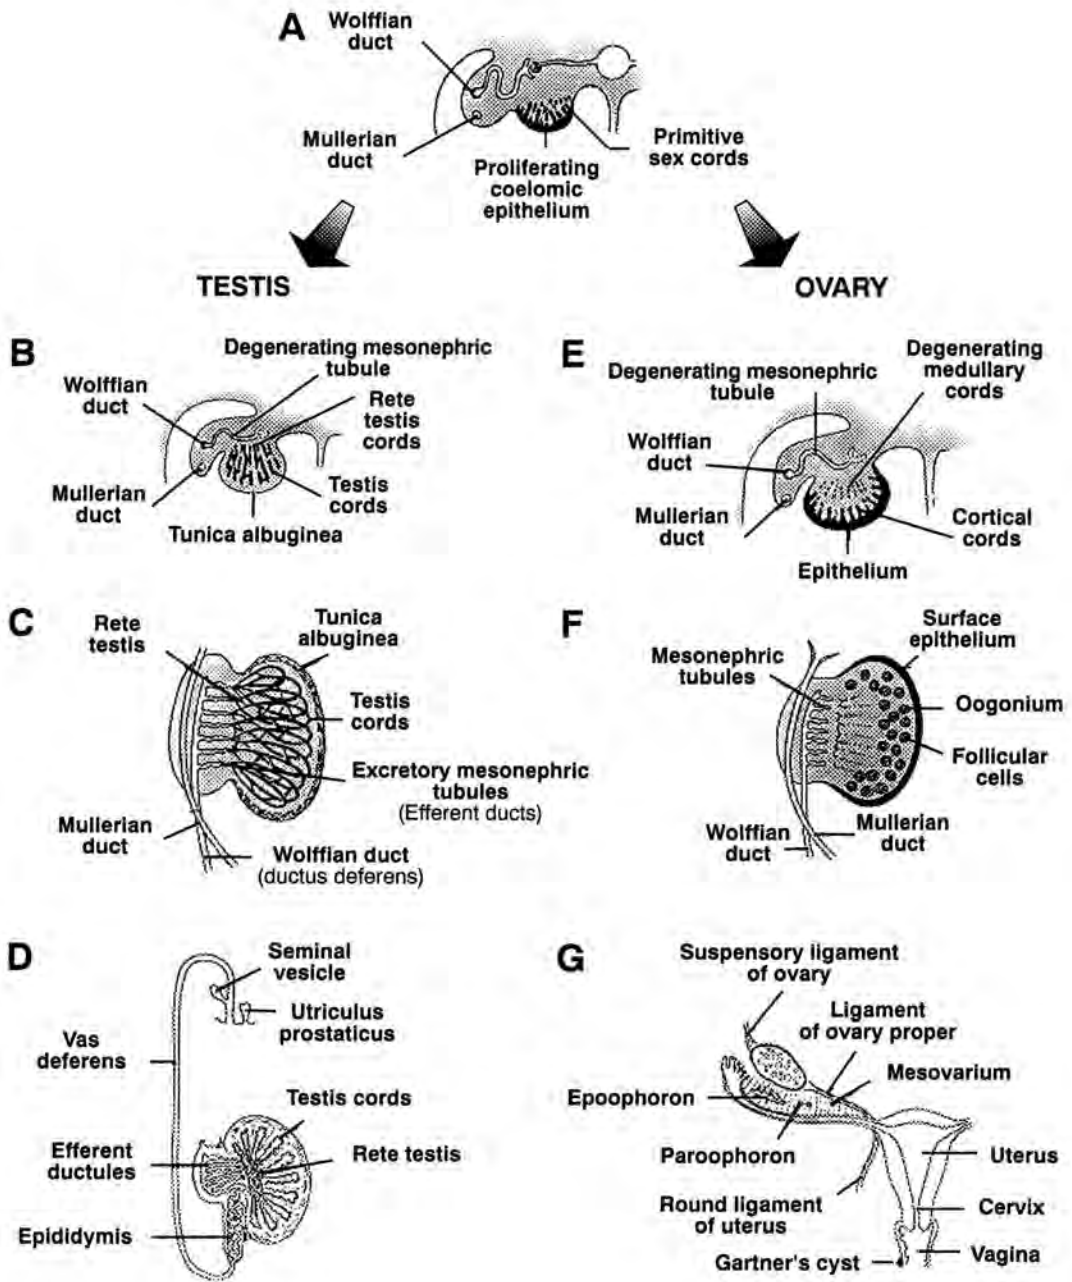 A
Wolffian
duct
Mullerian
duct
Proliferating
coelomic
epithelium
Primitive
sex cords
TESTIS
OVARY
B
Degenerating mesonephric
tubule
Wolffian
duct
Rete
testis
cords
Mullerian
duct
Testis
cords
Tunica albuginea
E
Degenerating mesonephric
tubule
Degenerating
medullary
cords
Wolffian
duct
Mullerian
duct
Cortical
cords
Epithelium
C
Rete
testis
Tunica
albuginea
Testis
cords
Excretory mesonephric
tubules
(Efferent ducts)
Mullerian
duct
Wolffian duct
(ductus deferens)
F
Surface
epithelium
Mesonephric
tubules
Oogonium
Follicular
cells
Wolffian
duct
Mullerian
duct
D
Seminal
vesicle
Utriculus
prostaticus
Vas
deferens
Testis cords
Efferent
ductules
Rete testis
Epididymis
G
Suspensory ligament
of ovary
Ligament
of ovary proper
Mesovarium
Epoophoron
Paroophoron
Uterus
Round ligament
of uterus
Cervix
Gartner's cyst
Vagina